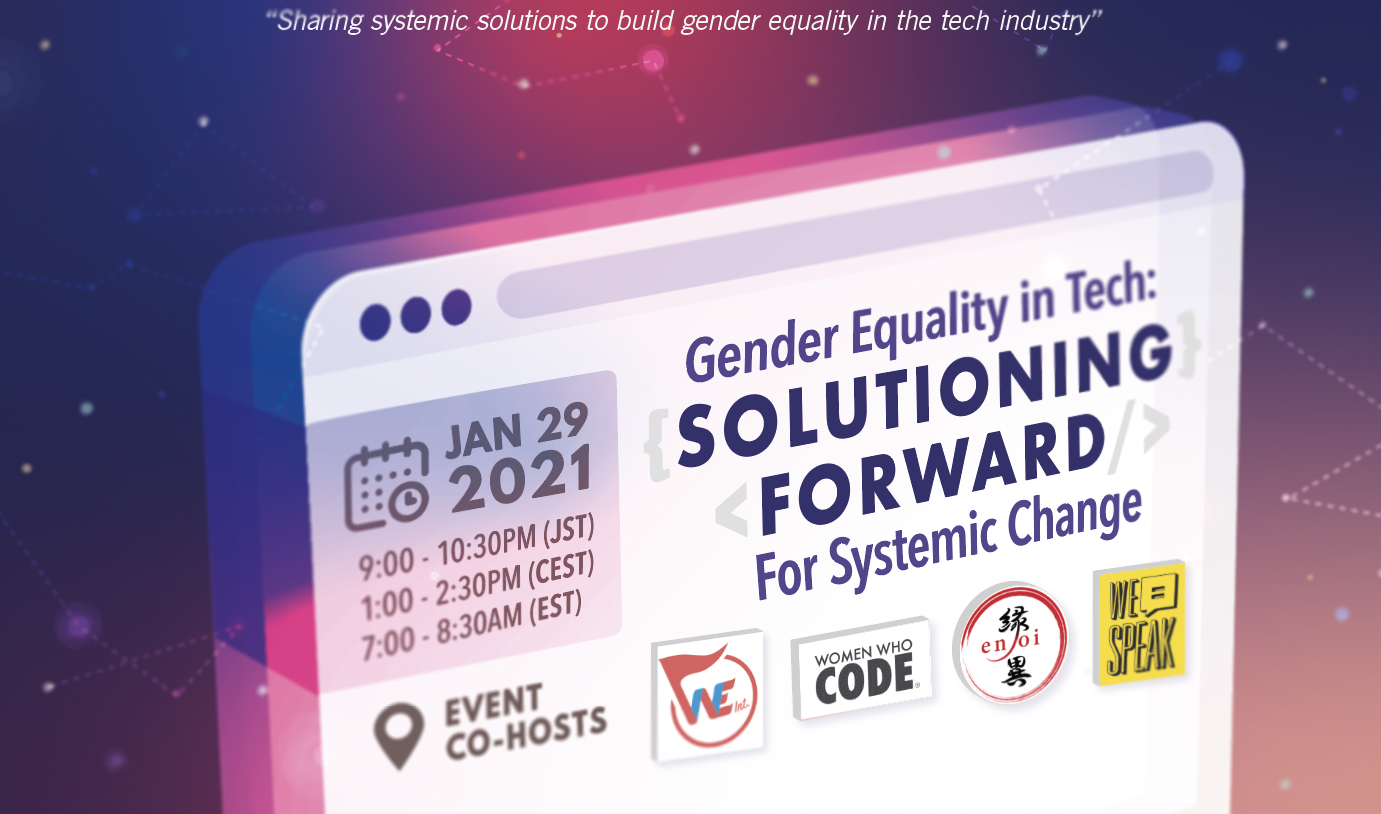 “Sharing systemic solutions to build gender equality in the tech industry”
Gender Equality in Tech:
{SOLUTIONING}
<FORWARD/>
For Systemic Change
JAN 29
2021
9:00 - 10:30PM (JST)
1:00 - 2:30PM (CEST)
7:00 - 8:30AM (EST)
EVENT
CO-HOSTS
WE Int.
WOMEN WHO
CODE®
縁
enjoi
異
WE
SPEAK